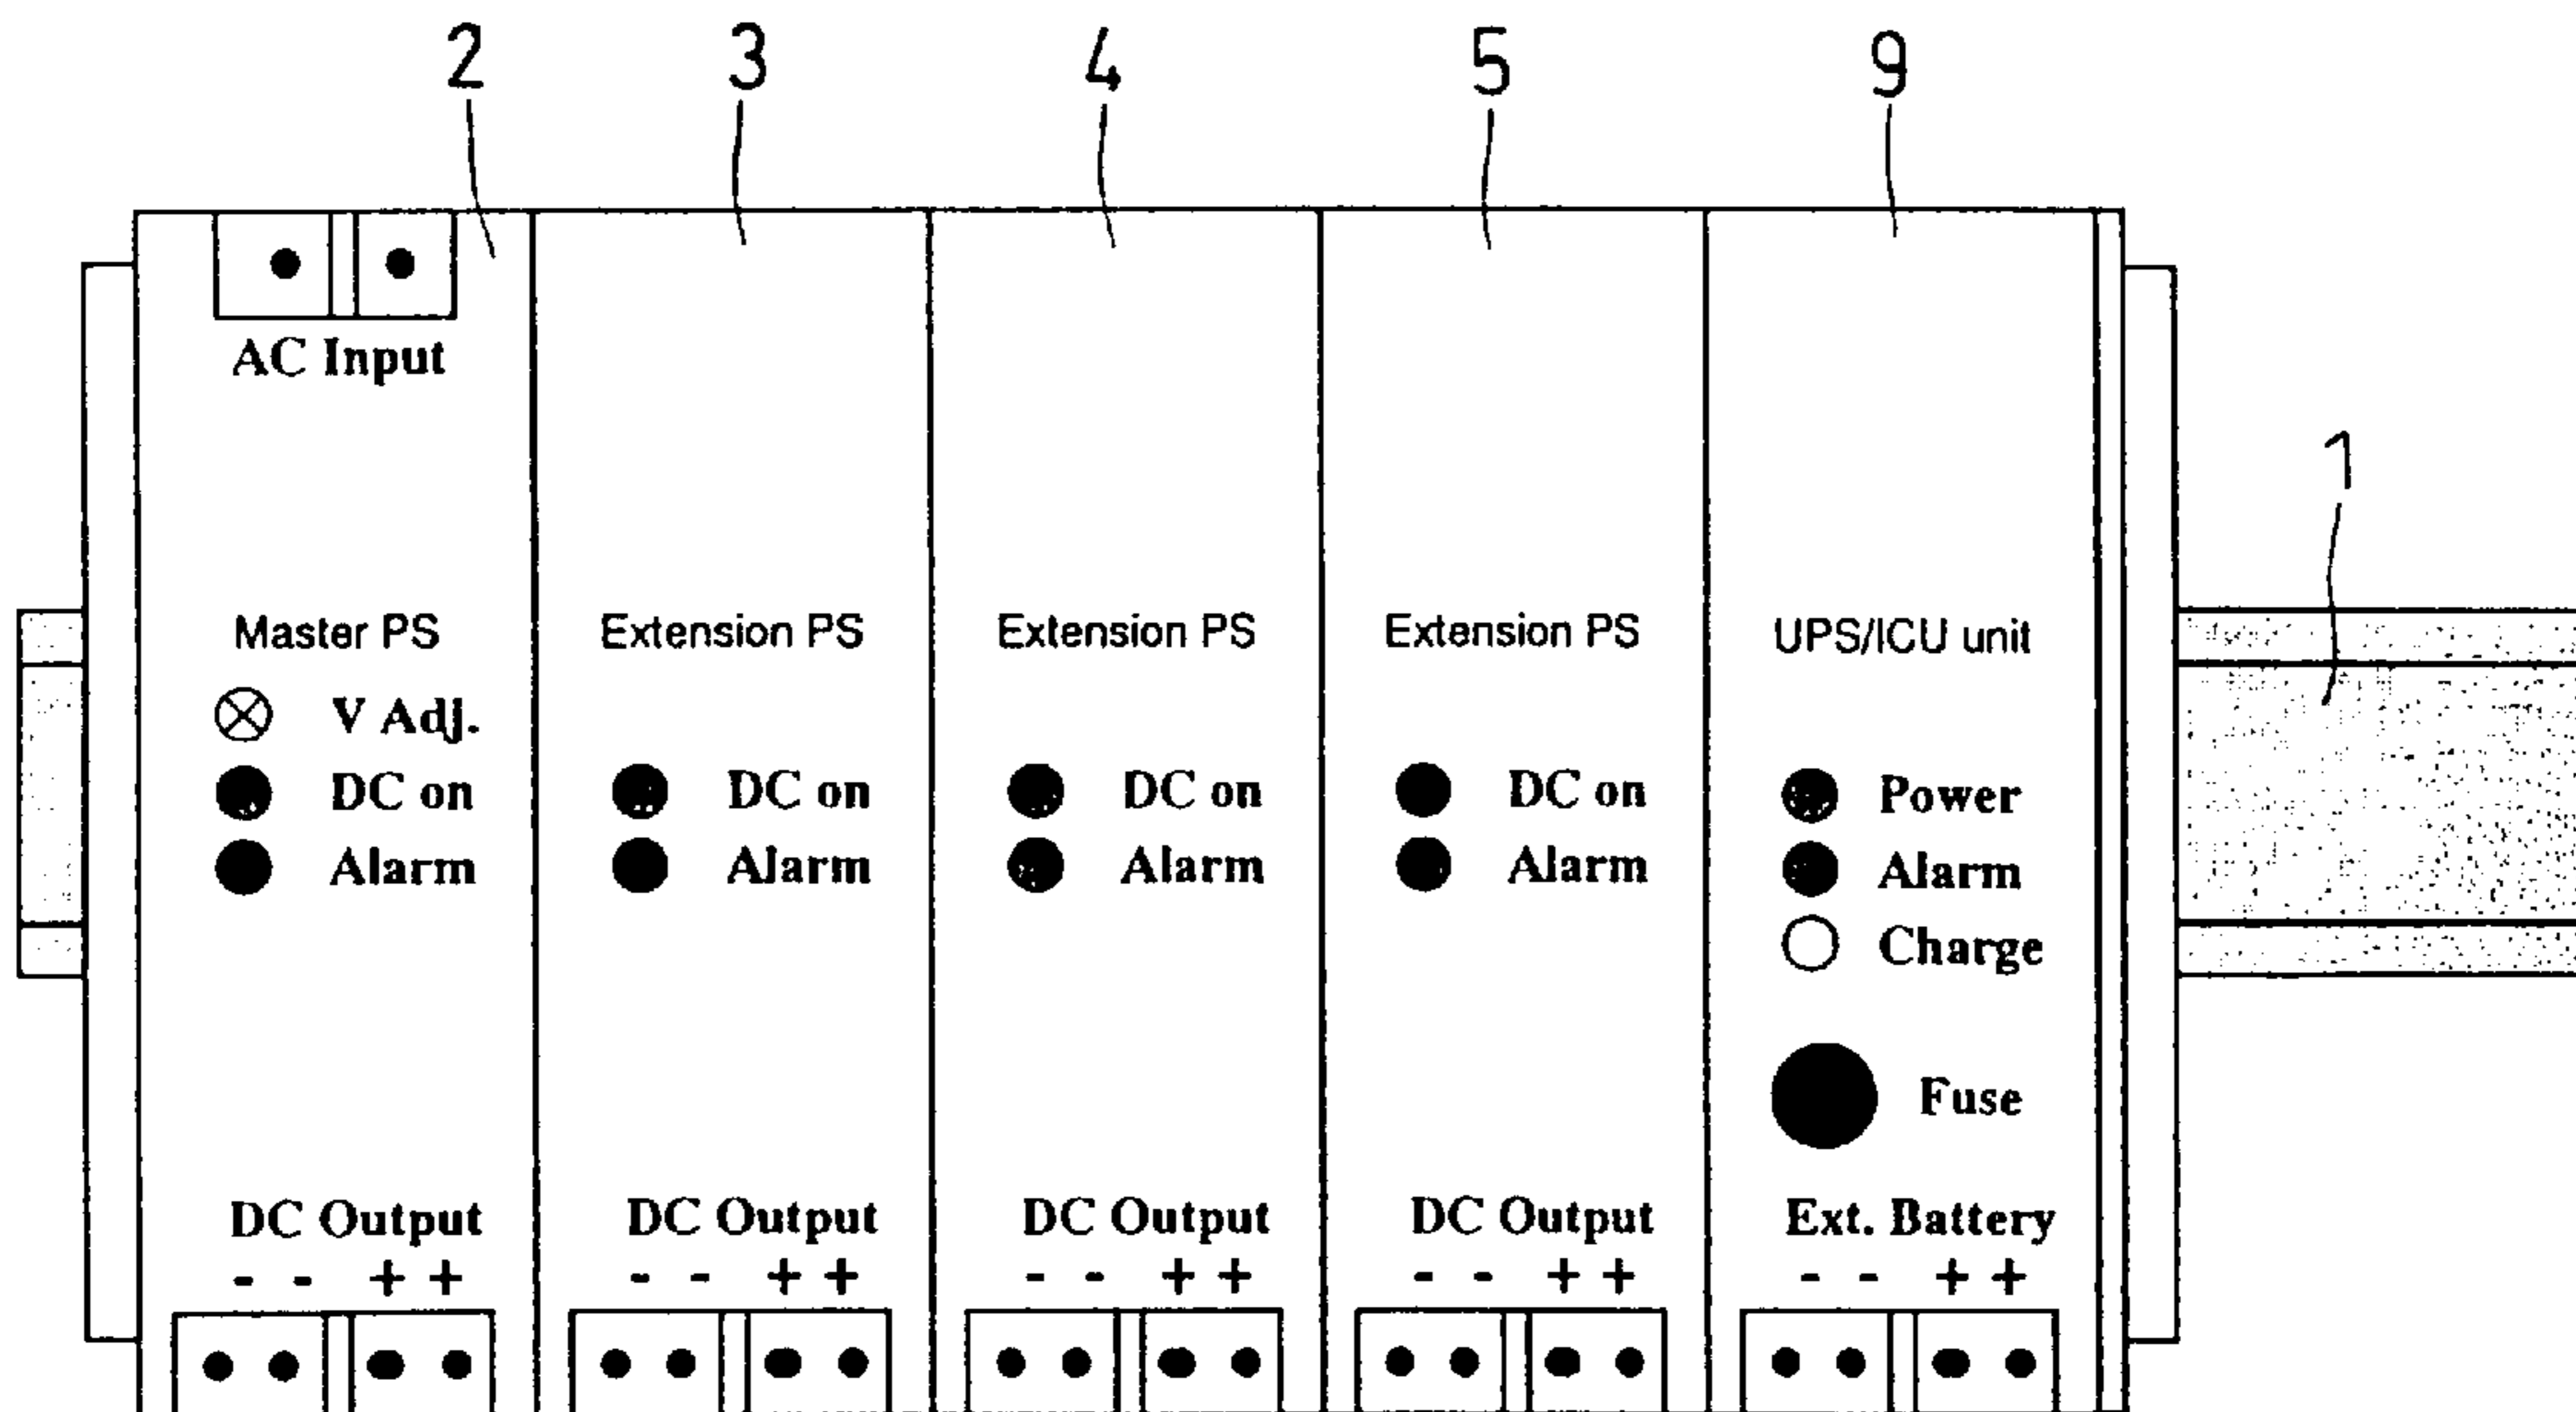 2 3 4 5 9
AC Input
1
Master PS Extension PS Extension PS Extension PS UPS/ICU unit
V Adj.
DC on DC on DC on DC on Power
Alarm Alarm Alarm Alarm Alarm
Charge
Fuse
DC Output DC Output DC Output DC Output Ext. Battery
- - + + - - + + - - + + - - + + - - + +